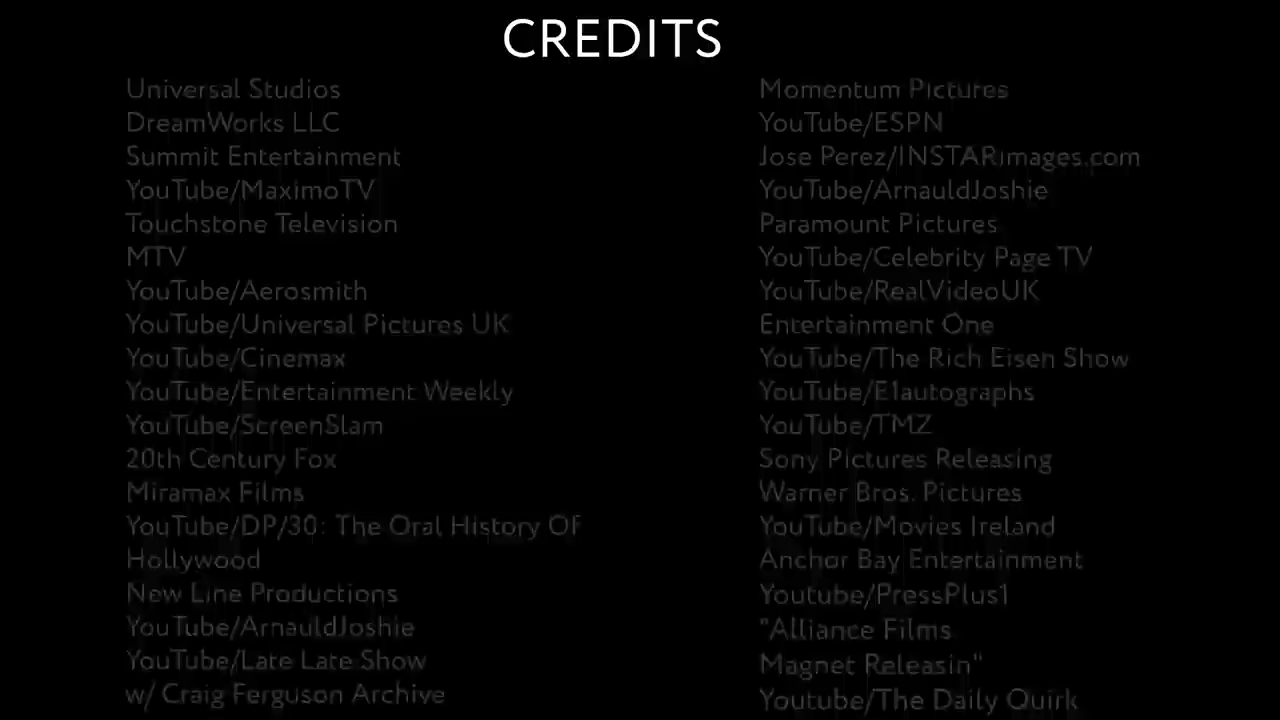 CREDITS
Universal Studios
DreamWorks LLC
Summit Entertainment
YouTube/MaximoTV
Touchstone Television
MTV
YouTube/Aerosmith
YouTube/Universal Pictures UK
YouTube/Cinemax
YouTube/Entertainment Weekly
YouTube/ScreenSlam
20th Century Fox
Miramax Films
YouTube/DP/30: The Oral History Of
Hollywood
New Line Productions
YouTube/ArnauldJoshie
YouTube/Late Late Show
w/ Craig Ferguson Archive
Momentum Pictures
YouTube/ESPN
Jose Perez/INSTARimages.com
YouTube/ArnauldJoshie
Paramount Pictures
YouTube/Celebrity Page TV
YouTube/RealVideoUK
Entertainment One
YouTube/The Rich Eisen Show
YouTube/E1autographs
YouTube/TMZ
Sony Pictures Releasing
Warner Bros. Pictures
YouTube/Movies Ireland
Anchor Bay Entertainment
Youtube/PressPlus1
"Alliance Films
Magnet Releasin"
Youtube/The Daily Quirk